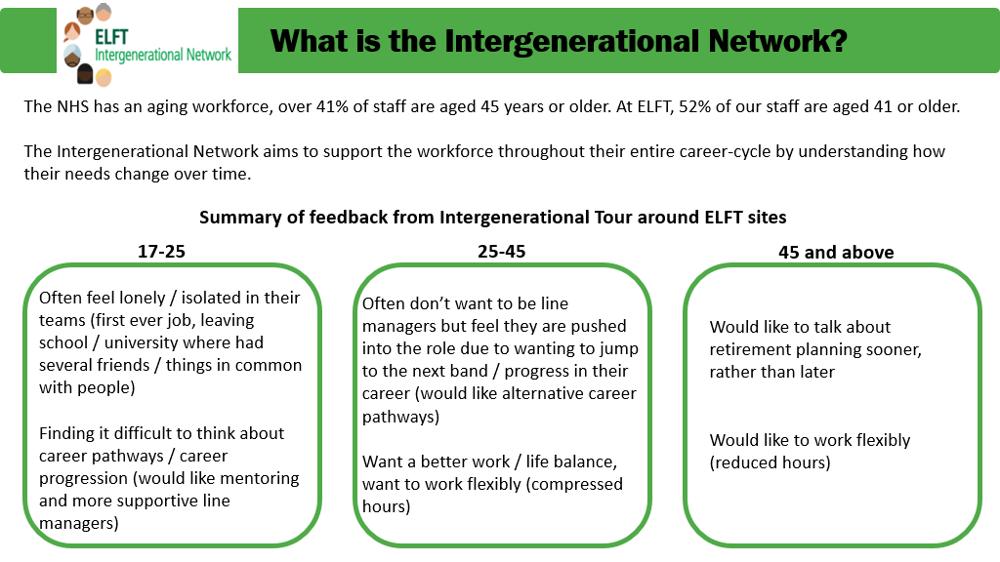 ELFT
Intergenerational Network
What is the Intergenerational Network?
The NHS has an aging workforce, over 41% of staff are aged 45 years or older. At ELFT, 52% of our staff are aged 41 or older.
The Intergenerational Network aims to support the workforce throughout their entire career-cycle by understanding how
their needs change over time.
Summary of feedback from Intergenerational Tour around ELFT sites
17-25
Often feel lonely / isolated in their
teams (first ever job, leaving
school / university where had
several friends / things in common
with people)
Finding it difficult to think about
career pathways / career
progression (would like mentoring
and more supportive line
managers)
25-45
Often don’t want to be line
managers but feel they are pushed
into the role due to wanting to jump
to the next band / progress in their
career (would like alternative career
pathways)
Want a better work / life balance,
want to work flexibly (compressed
hours)
45 and above
Would like to talk about
retirement planning sooner,
rather than later
Would like to work flexibly
(reduced hours)